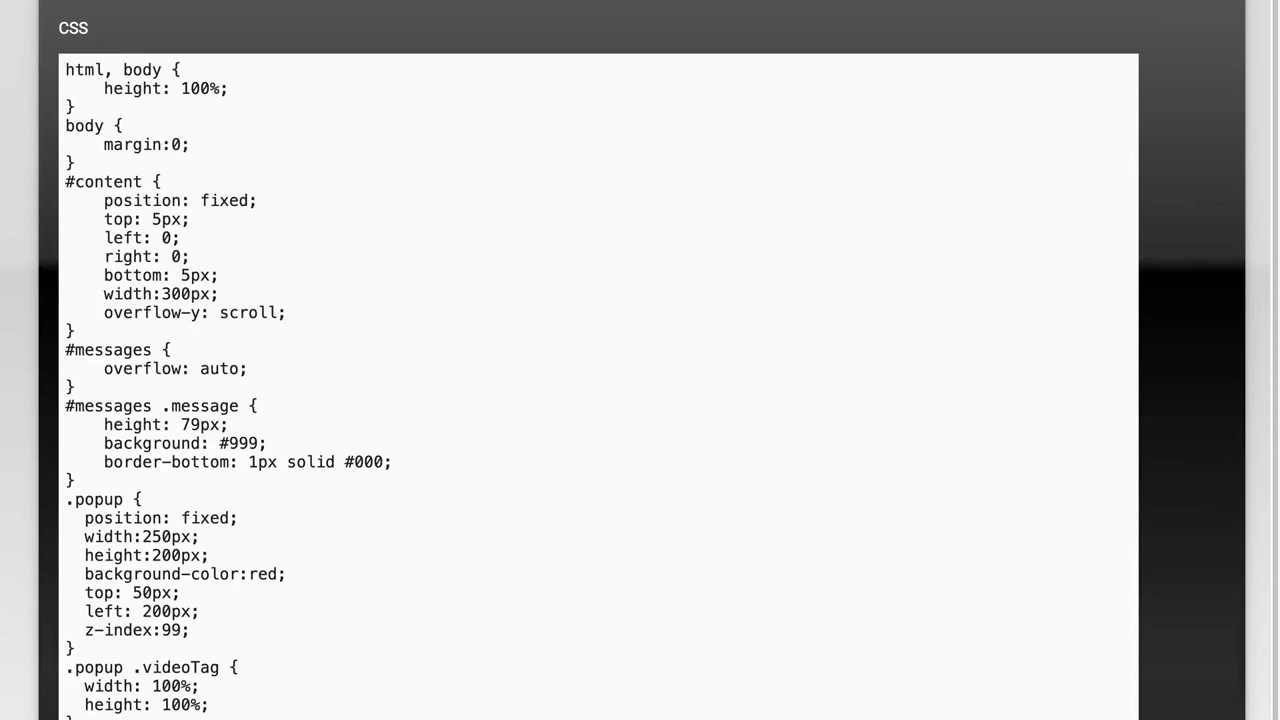 CSS
html, body {
    height: 100%;
}
body {
    margin:0;
}
#content {
    position: fixed;
    top: 5px;
    left: 0;
    right: 0;
    bottom: 5px;
    width:300px;
    overflow-y: scroll;
}
#messages {
    overflow: auto;
}
#messages .message {
    height: 79px;
    background: #999;
    border-bottom: 1px solid #000;
}
.popup {
  position: fixed;
  width:250px;
  height:200px;
  background-color:red;
  top: 50px;
  left: 200px;
  z-index:99;
}
.popup .videoTag {
  width: 100%;
  height: 100%;
}